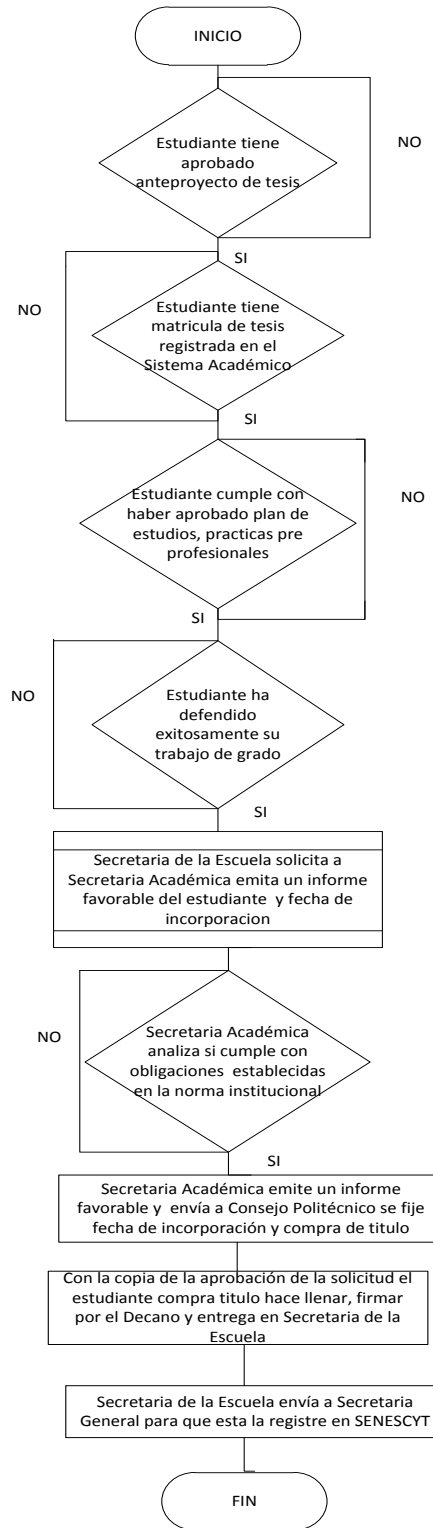 INICIO
Estudiante tiene
aprobado
anteproyecto de tesis
NO
SI
Estudiante tiene
matricula de tesis
registrada en el
Sistema Académico
NO
SI
Estudiante cumple con
haber aprobado plan de
estudios, practicas pre
profesionales
NO
SI
Estudiante ha
defendido
exitosamente su
trabajo de grado
NO
SI
Secretaria de la Escuela solicita a
Secretaria Académica emita un informe
favorable del estudiante y fecha de
incorporacion
Secretaria Académica
analiza si cumple con
obligaciones establecidas
en la norma institucional
NO
SI
Secretaria Académica emite un informe
favorable y envía a Consejo Politécnico se fije
fecha de incorporación y compra de titulo
Con la copia de la aprobación de la solicitud el
estudiante compra titulo hace llenar, firmar
por el Decano y entrega en Secretaria de la
Escuela
Secretaria de la Escuela envía a Secretaria
General para que esta la registre en SENESCYT
FIN